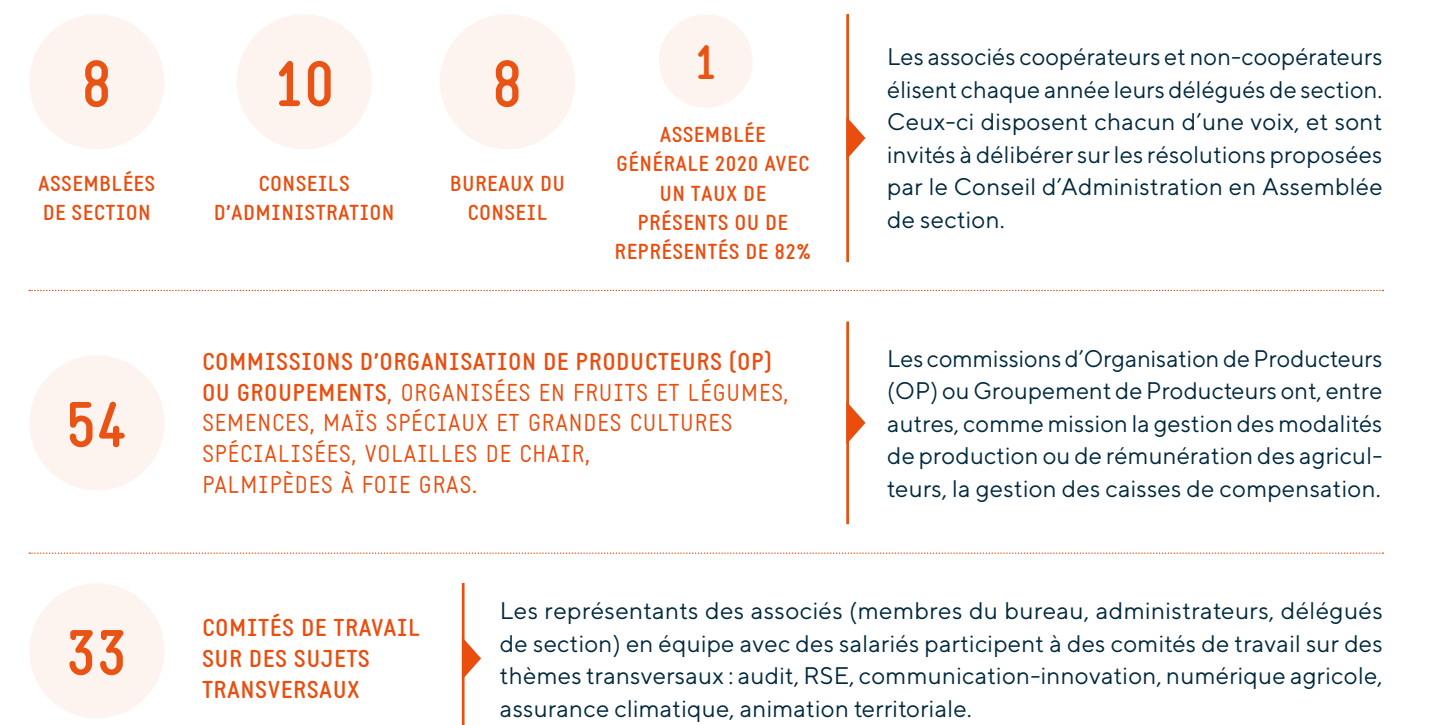 8
ASSEMBLÉES
DE SECTION
10
CONSEILS
D'ADMINISTRATION
8
BUREAUX DU
CONSEIL
1
ASSEMBLÉE
GÉNÉRALE 2020 AVEC
UN TAUX DE
PRÉSENTS OU DE
REPRÉSENTÉS DE 82%
Les associés coopérateurs et non-coopérateurs
élisent chaque année leurs délégués de section.
Ceux-ci disposent chacun d'une voix, et sont
invités à délibérer sur les résolutions proposées
par le Conseil d'Administration en Assemblée
de section.
54
COMMISSIONS D'ORGANISATION DE PRODUCTEURS (OP)
OU GROUPEMENTS, ORGANISÉES EN FRUITS ET LÉGUMES,
SEMENCES, MAÏS SPÉCIAUX ET GRANDES CULTURES
SPÉCIALISÉES, VOLAILLES DE CHAIR,
PALMIPÈDES À FOIE GRAS.
Les commissions d'Organisation de Producteurs
(OP) ou Groupement de Producteurs ont, entre
autres, comme mission la gestion des modalités
de production ou de rémunération des agricul-
teurs, la gestion des caisses de compensation.
33
COMITÉS DE TRAVAIL
SUR DES SUJETS
TRANSVERSAUX
Les représentants des associés (membres du bureau, administrateurs, délégués
de section) en équipe avec des salariés participent à des comités de travail sur des
thèmes transversaux : audit, RSE, communication-innovation, numérique agricole,
assurance climatique, animation territoriale.